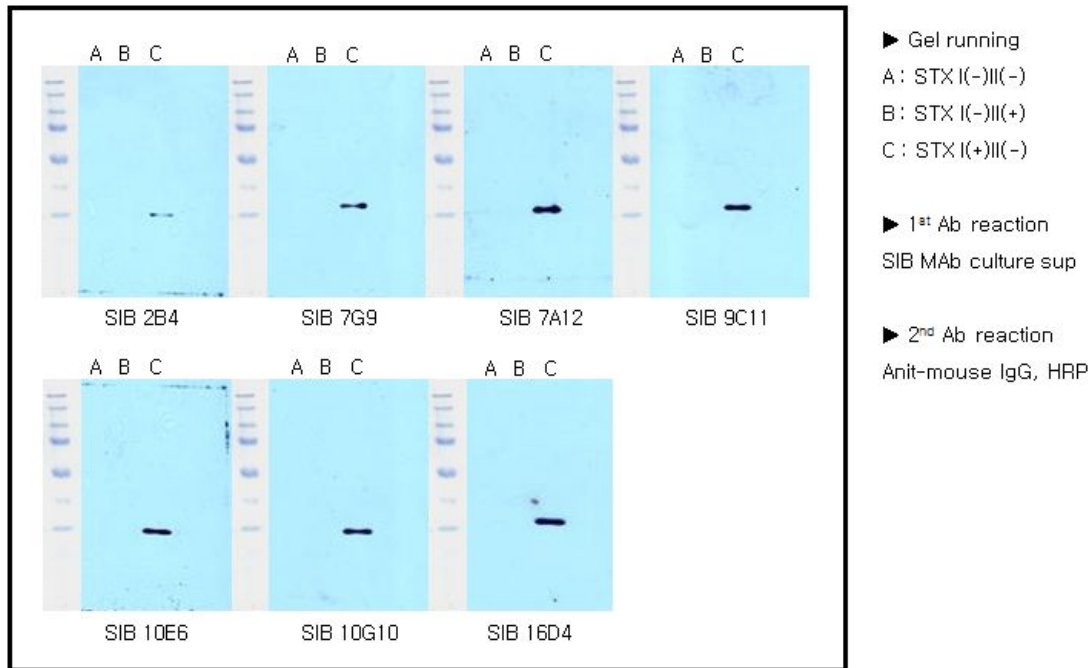 A B C
A B C
A B C
A B C
SIB 2B4
SIB 7G9
SIB 7A12
SIB 9C11
A B C
A B C
A B C
SIB 10E6
SIB 10G10
SIB 16D4
▶ Gel running
A : STX I(-)II(-)
B : STX I(-)II(+)
C : STX I(+)II(-)
▶ 1st Ab reaction
SIB MAb culture sup
▶ 2nd Ab reaction
Anit-mouse IgG, HRP